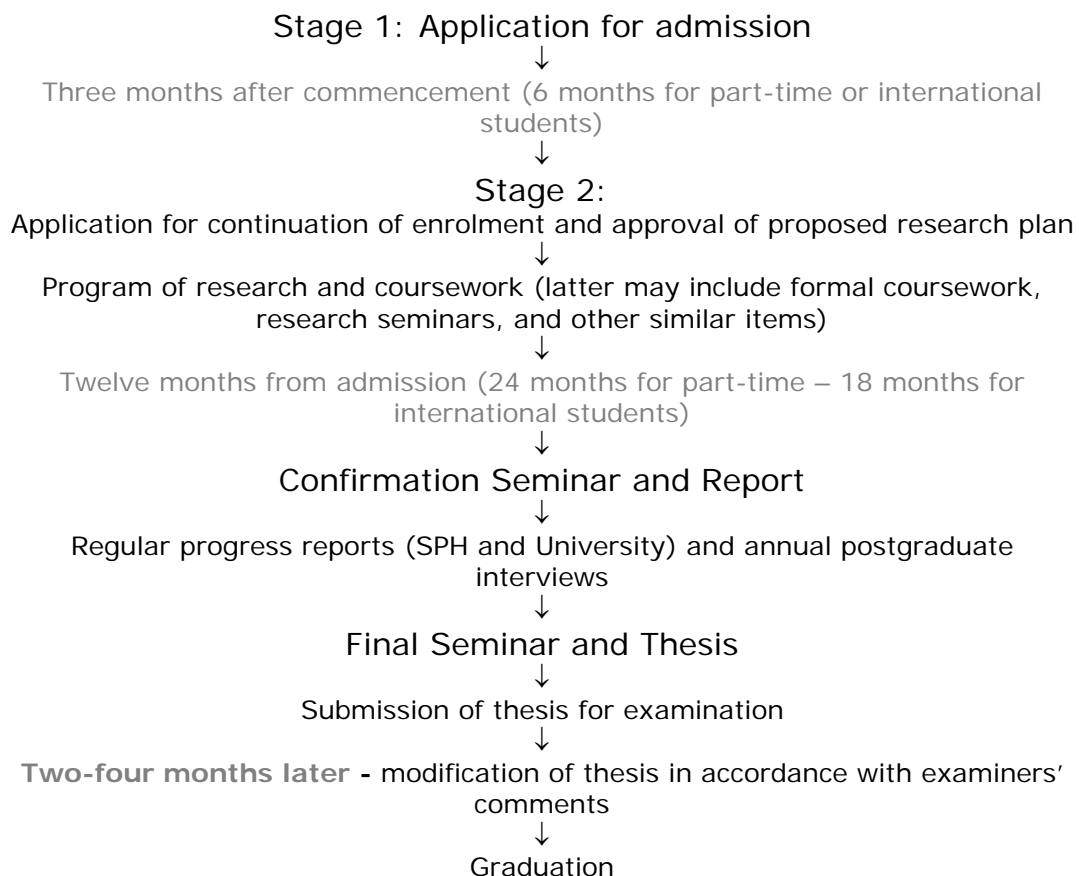 Stage 1: Application for admission
↓
Three months after commencement (6 months for part-time or international
students)
↓
Stage 2:
Application for continuation of enrolment and approval of proposed research plan
↓
Program of research and coursework (latter may include formal coursework,
research seminars, and other similar items)
↓
Twelve months from admission (24 months for part-time – 18 months for
international students)
↓
Confirmation Seminar and Report
↓
Regular progress reports (SPH and University) and annual postgraduate
interviews
↓
Final Seminar and Thesis
↓
Submission of thesis for examination
↓
Two-four months later - modification of thesis in accordance with examiners’
comments
↓
Graduation